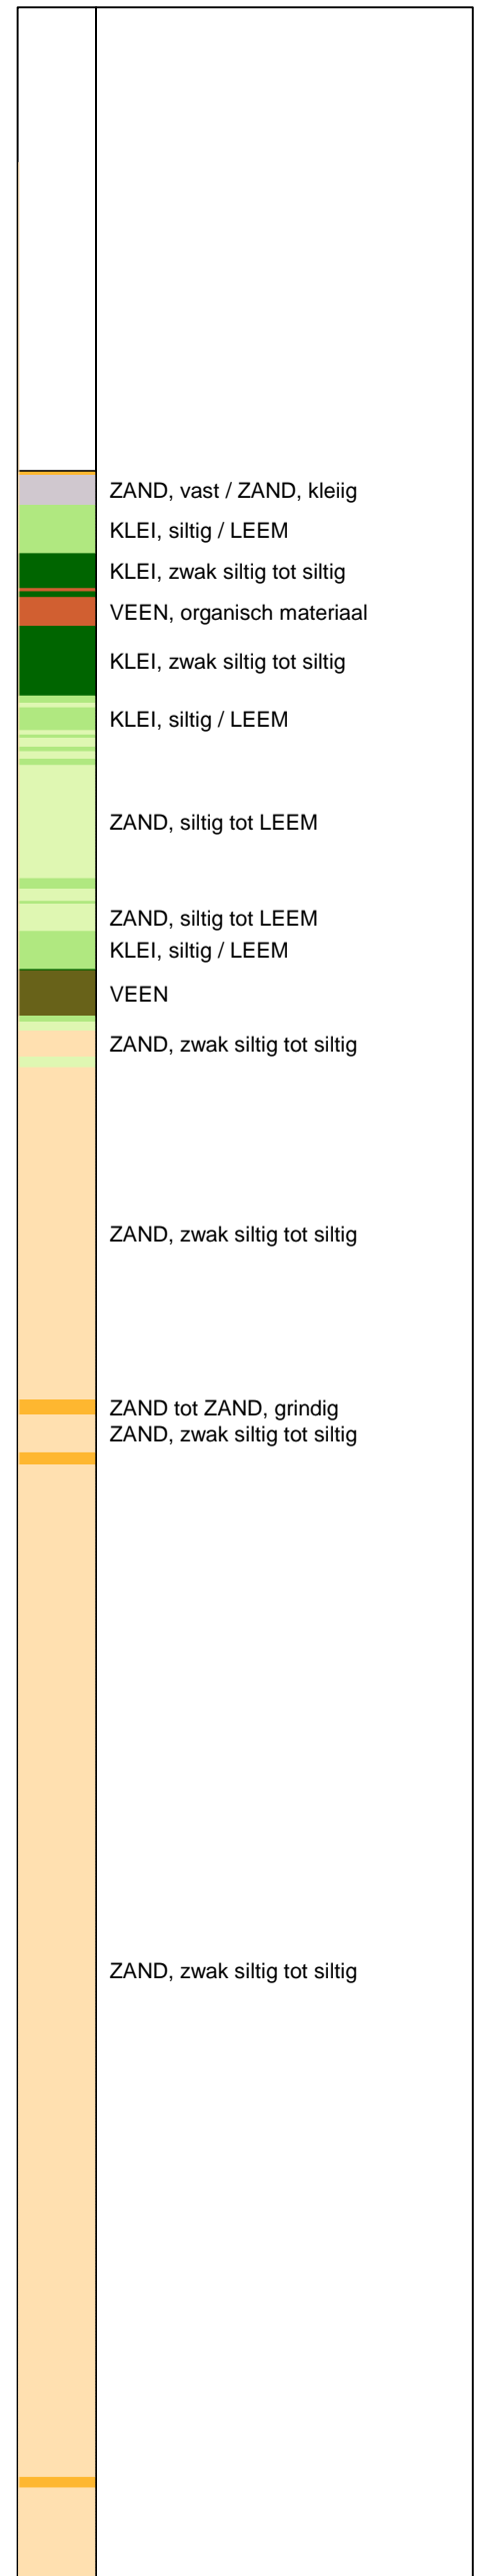 ZAND, vast / ZAND, kleiig
KLEI, siltig / LEEM
KLEI, zwak siltig tot siltig
VEEN, organisch materiaal
KLEI, zwak siltig tot siltig
KLEI, siltig / LEEM
ZAND, siltig tot LEEM
ZAND, siltig tot LEEM
KLEI, siltig / LEEM
VEEN
ZAND, zwak siltig tot siltig
ZAND, zwak siltig tot siltig
ZAND tot ZAND, grindig
ZAND, zwak siltig tot siltig
ZAND, zwak siltig tot siltig